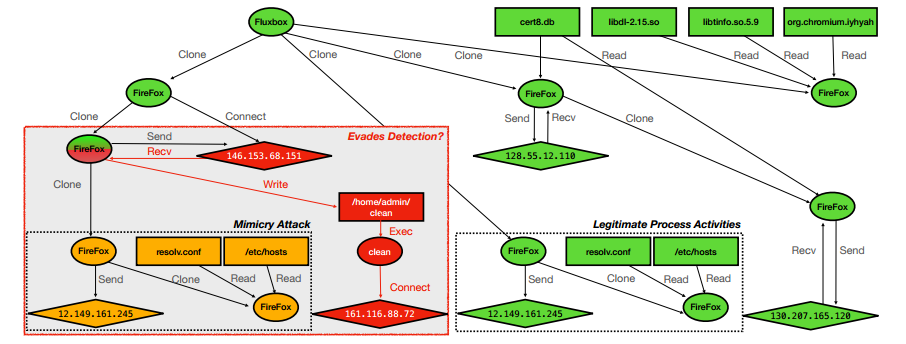 Fluxbox
cert8.db
libdl-2.15.so
libtinfo.so.5.9
org.chromium.iyhyah
Clone
Clone
Clone
Clone
Read
Read
Read
Read
FireFox
FireFox
FireFox
Clone
Connect
Send
Recv
Clone
Evades Detection?
FireFox
Send
Recv
146.153.68.151
128.55.12.110
Write
Clone
/home/admin/
clean
FireFox
Exec
Mimicry Attack
Legitimate Process Activities
FireFox
resolv.conf
/etc/hosts
clean
FireFox
resolv.conf
/etc/hosts
Recv
Send
Send
Clone
Read
Read
Connect
Send
Clone
Read
Read
FireFox
FireFox
12.149.161.245
161.116.88.72
12.149.161.245
130.207.165.120